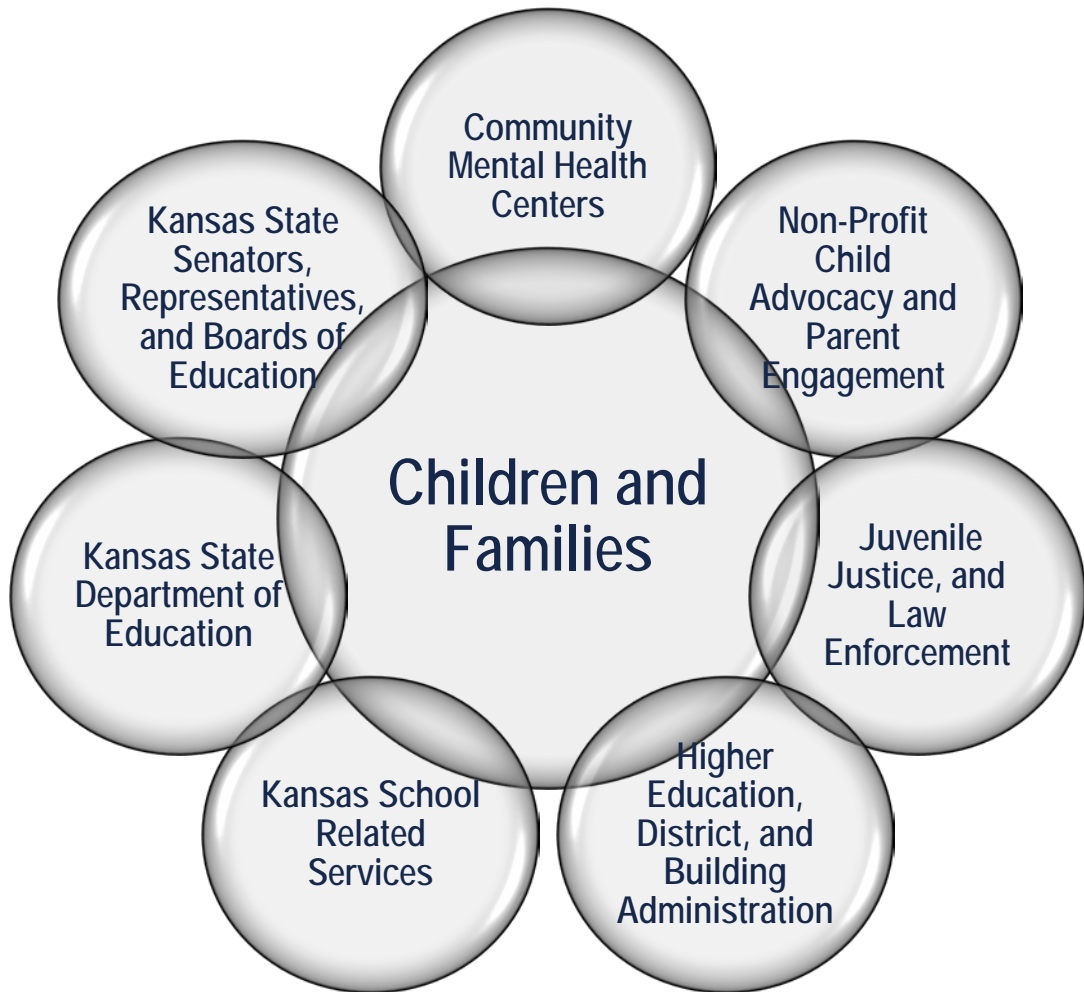 Community
Mental Health
Centers
Non-Profit
Child
Advocacy and
Parent
Engagement
Juvenile
Justice, and
Law
Enforcement
Higher
Education,
District, and
Building
Administration
Kansas School
Related
Services
Kansas State
Department of
Education
Kansas State
Senators,
Representatives,
and Boards of
Education
Children and
Families